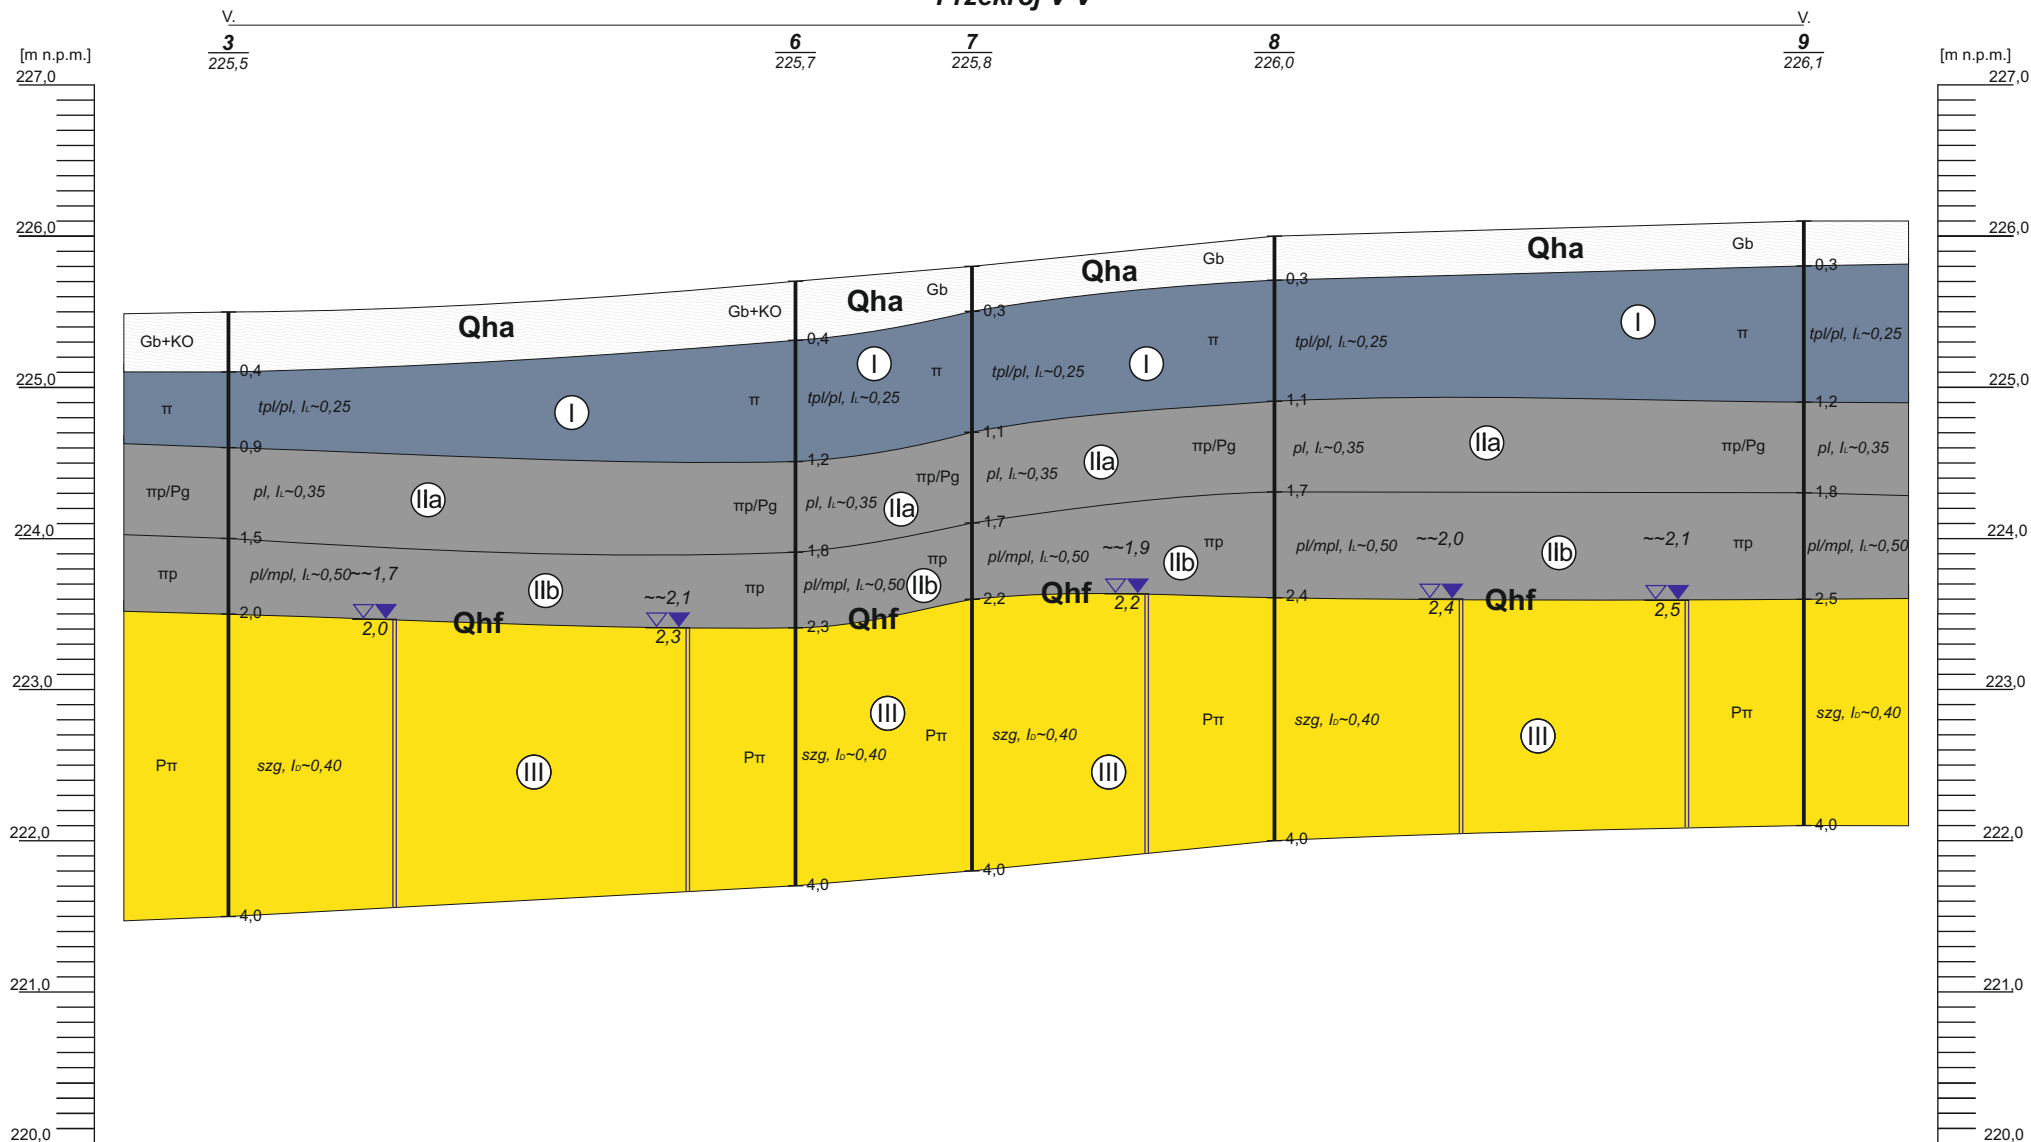 Przekrój V-V
V. V.
3 6 7 8 9
[m n.p.m.] 225,5 225,7 225,8 226,0 226,1 [m n.p.m.]
227,0 227,0
226,0 226,0
225,0 225,0
224,0 224,0
223,0 223,0
222,0 222,0
221,0 221,0
220,0 220,0
Gb+KO Qha Gb+KO Qha Gb Qha Gb Qha Gb
0,4 0,4 0,3 0,3 0,3
π tpl/pl, IL~0,25 I π tpl/pl, IL~0,25 I π tpl/pl, IL~0,25 I π tpl/pl, IL~0,25 I π tpl/pl, IL~0,25
0,9 1,2 1,1 1,1 1,2
πp/Pg pl, IL~0,35 IIa πp/Pg pl, IL~0,35 IIa πp/Pg pl, IL~0,35 IIa πp/Pg pl, IL~0,35 IIa πp/Pg pl, IL~0,35
1,5 1,8 1,7 1,7 1,8
πp pl/mpl, IL~0,50 ~~1,7 IIb ~~2,1 πp pl/mpl, IL~0,50 IIb πp pl/mpl, IL~0,50 ~~1,9 IIb πp pl/mpl, IL~0,50 ~~2,0 IIb ~~2,1 πp pl/mpl, IL~0,50
2,0 2,0 Qhf 2,3 2,3 Qhf 2,2 Qhf 2,2 2,4 2,4 Qhf 2,5 2,5
Pπ szg, ID~0,40 III Pπ szg, ID~0,40 III Pπ szg, ID~0,40 III Pπ szg, ID~0,40 III Pπ szg, ID~0,40
4,0 4,0 4,0 4,0 4,0